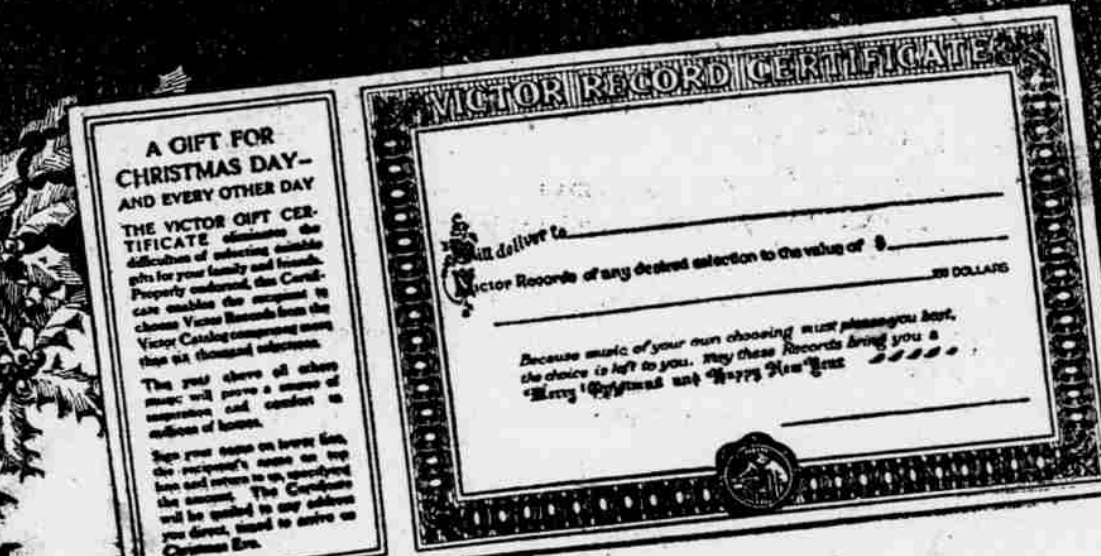 A GIFT FOR
CHRISTMAS DAY–
AND EVERY OTHER DAY
THE VICTOR GIFT CER-
TIFICATE eliminates the
difficulties of selecting suitable
gifts for your family and friends.
Properly endorsed, this Certifi-
cate enables the recipient to
choose Victor Records from the
Victor Catalog comprising more
than six thousand selections.
This year above all others
music will prove a source of
inspiration and comfort in
millions of homes.
Sign your name on lower line,
the recipient's name on top
line and return to us, specifying
the amount. The Certificate
will be mailed to any address
you direct, timed to arrive on
Christmas Eve.
VICTOR RECORD CERTIFICATE
Will deliver to
Victor Records of any desired selection to the value of $
DOLLARS
Because music of your own choosing must please you best,
the choice is left to you. May these Records bring you a
Merry Christmas and Happy New Year